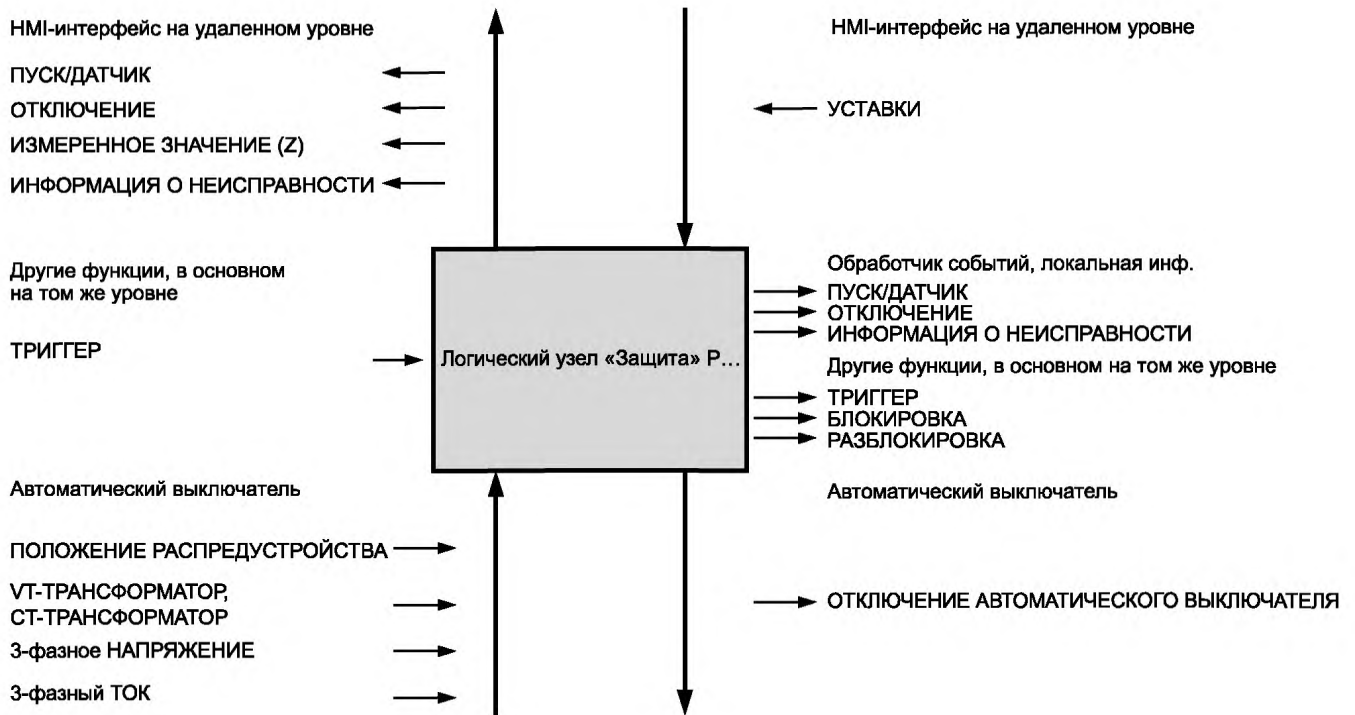 HMI-интерфейс на удаленном уровне
ПУСК/ДАТЧИК
ОТКЛЮЧЕНИЕ
ИЗМЕРЕННОЕ ЗНАЧЕНИЕ (Z)
ИНФОРМАЦИЯ О НЕИСПРАВНОСТИ
HMI-интерфейс на удаленном уровне
УСТАВКИ
Другие функции, в основном
на том же уровне
ТРИГГЕР
Логический узел «Защита» P...
Обработчик событий, локальная инф.
ПУСК/ДАТЧИК
ОТКЛЮЧЕНИЕ
ИНФОРМАЦИЯ О НЕИСПРАВНОСТИ
Другие функции, в основном на том же уровне
ТРИГГЕР
БЛОКИРОВКА
РАЗБЛОКИРОВКА
Автоматический выключатель
ПОЛОЖЕНИЕ РАСПРЕДУСТРОЙСТВА
VT-ТРАНСФОРМАТОР,
CT-ТРАНСФОРМАТОР
3-фазное НАПРЯЖЕНИЕ
3-фазный ТОК
Автоматический выключатель
ОТКЛЮЧЕНИЕ АВТОМАТИЧЕСКОГО ВЫКЛЮЧАТЕЛЯ